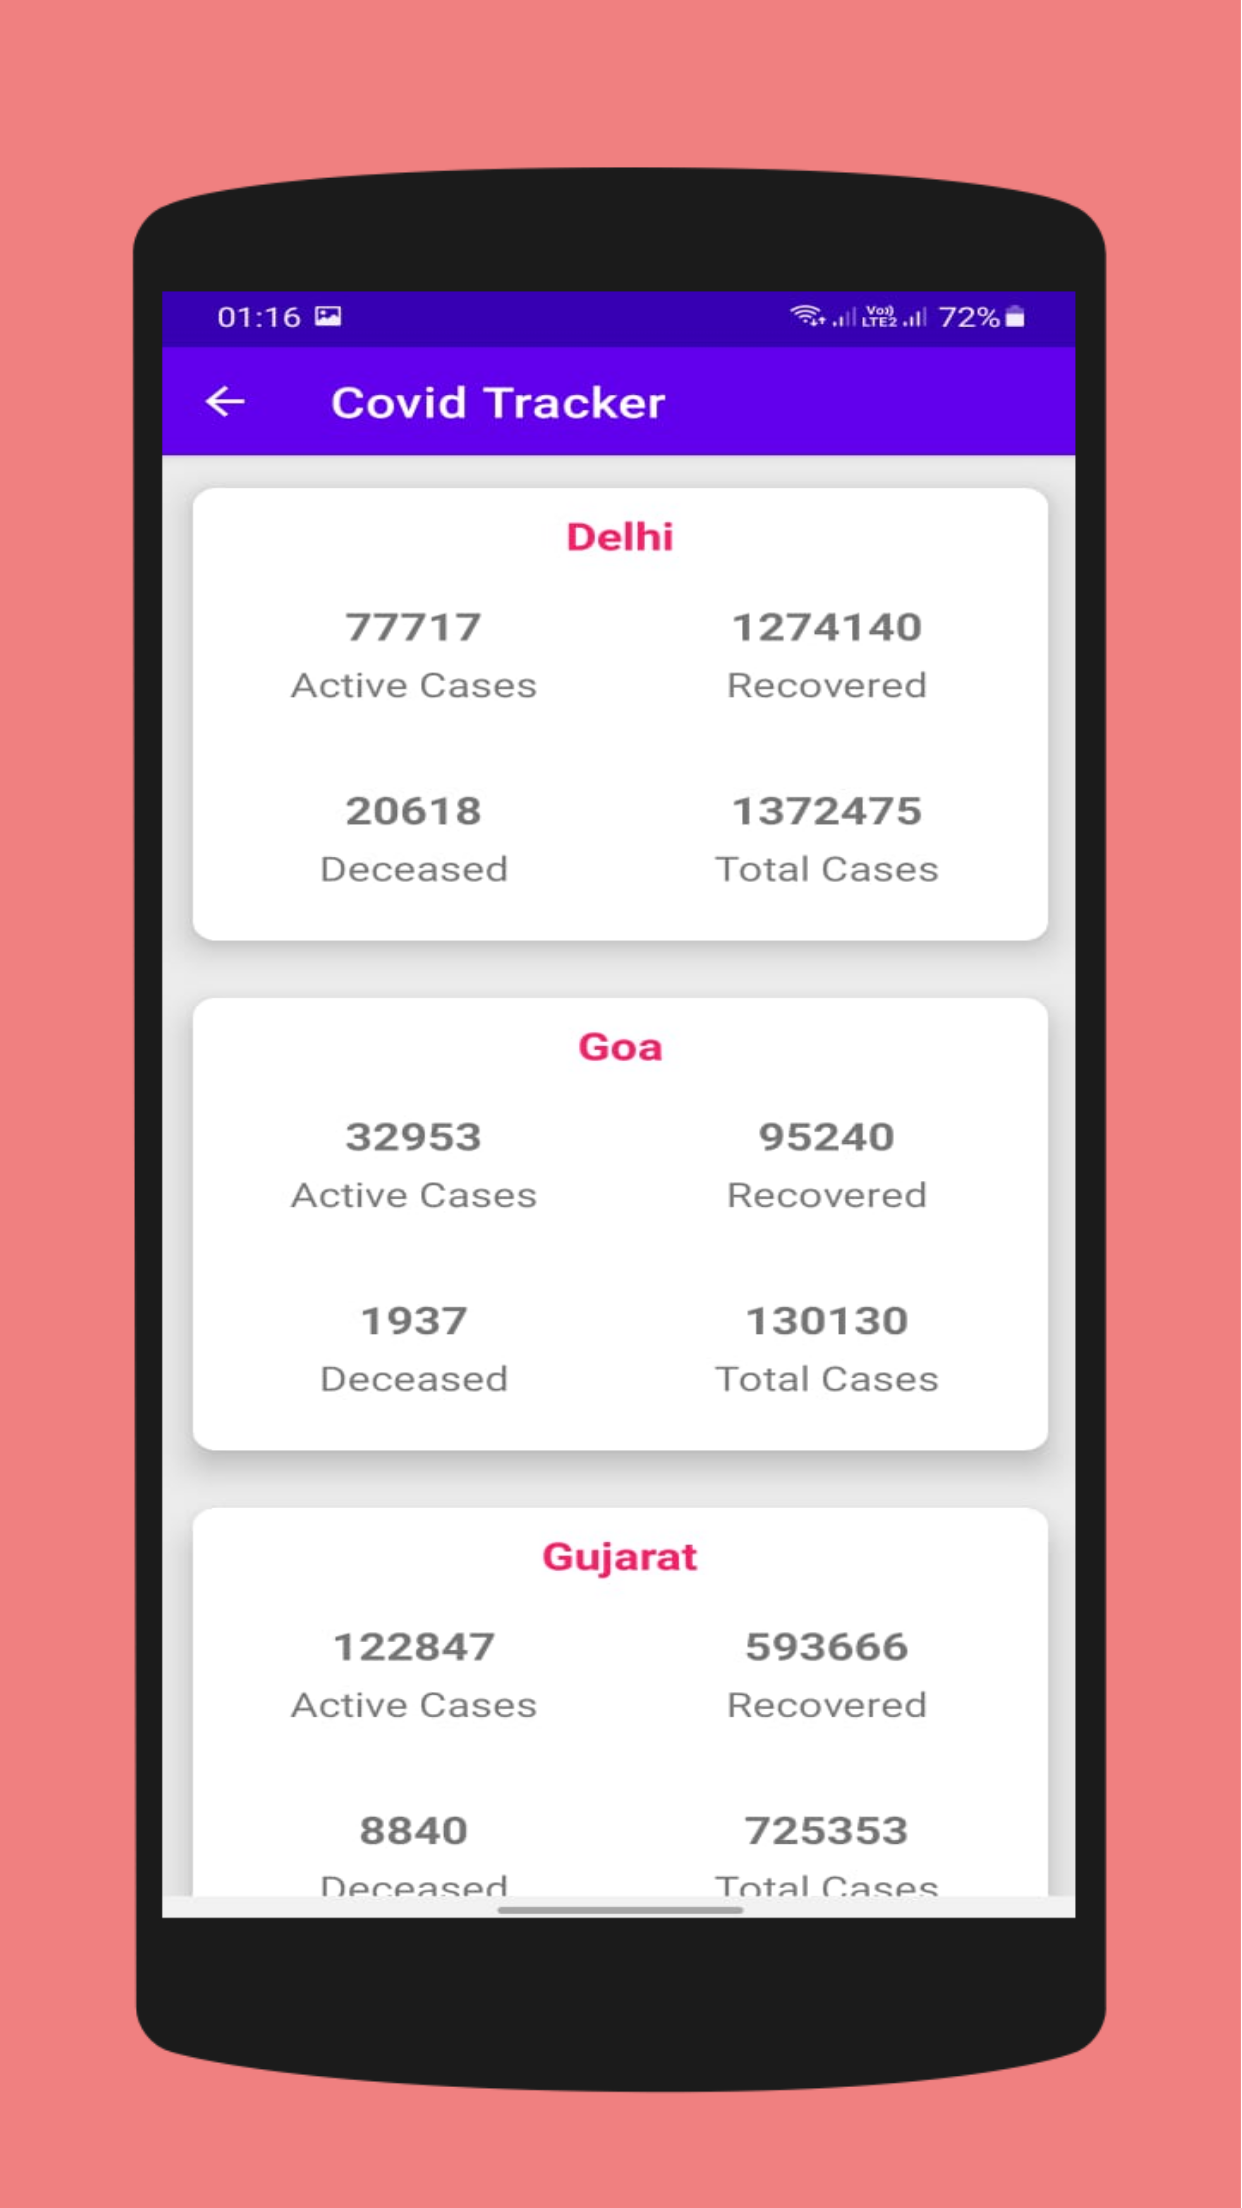 01:16 Vo)) LTE2 72%
Covid Tracker
Delhi
77717 1274140
Active Cases Recovered
20618 1372475
Deceased Total Cases
Goa
32953 95240
Active Cases Recovered
1937 130130
Deceased Total Cases
Gujarat
122847 593666
Active Cases Recovered
8840 725353
Deceased Total Cases